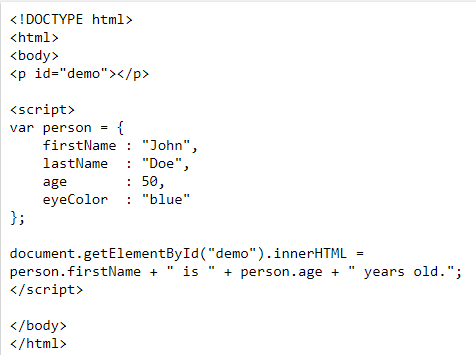 <!DOCTYPE html>
<html>
<body>
<p id="demo"></p>

<script>
var person = {
    firstName : "John",
    lastName  : "Doe",
    age       : 50,
    eyeColor  : "blue"
};

document.getElementById("demo").innerHTML =
person.firstName + " is " + person.age + " years old.";
</script>

</body>
</html>